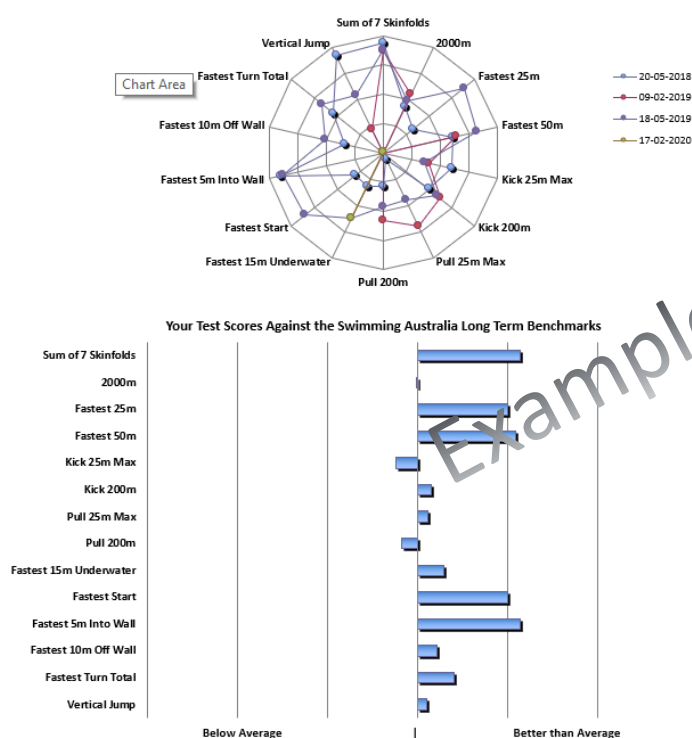 Sum of 7 Skinfolds
Vertical Jump
2000m
Fastest Turn Total
Fastest 25m
Chart Area
Fastest 10m Off Wall
Fastest 50m
Fastest 5m Into Wall
Kick 25m Max
Fastest Start
Kick 200m
Fastest 15m Underwater
Pull 25m Max
Pull 200m
20-05-2018
09-02-2019
18-05-2019
17-02-2020
Your Test Scores Against the Swimming Australia Long Term Benchmarks
Sum of 7 Skinfolds
2000m
Fastest 25m
Fastest 50m
Kick 25m Max
Kick 200m
Pull 25m Max
Pull 200m
Fastest 15m Underwater
Fastest Start
Fastest 5m Into Wall
Fastest 10m Off Wall
Fastest Turn Total
Vertical Jump
Below Average
Better than Average
Example